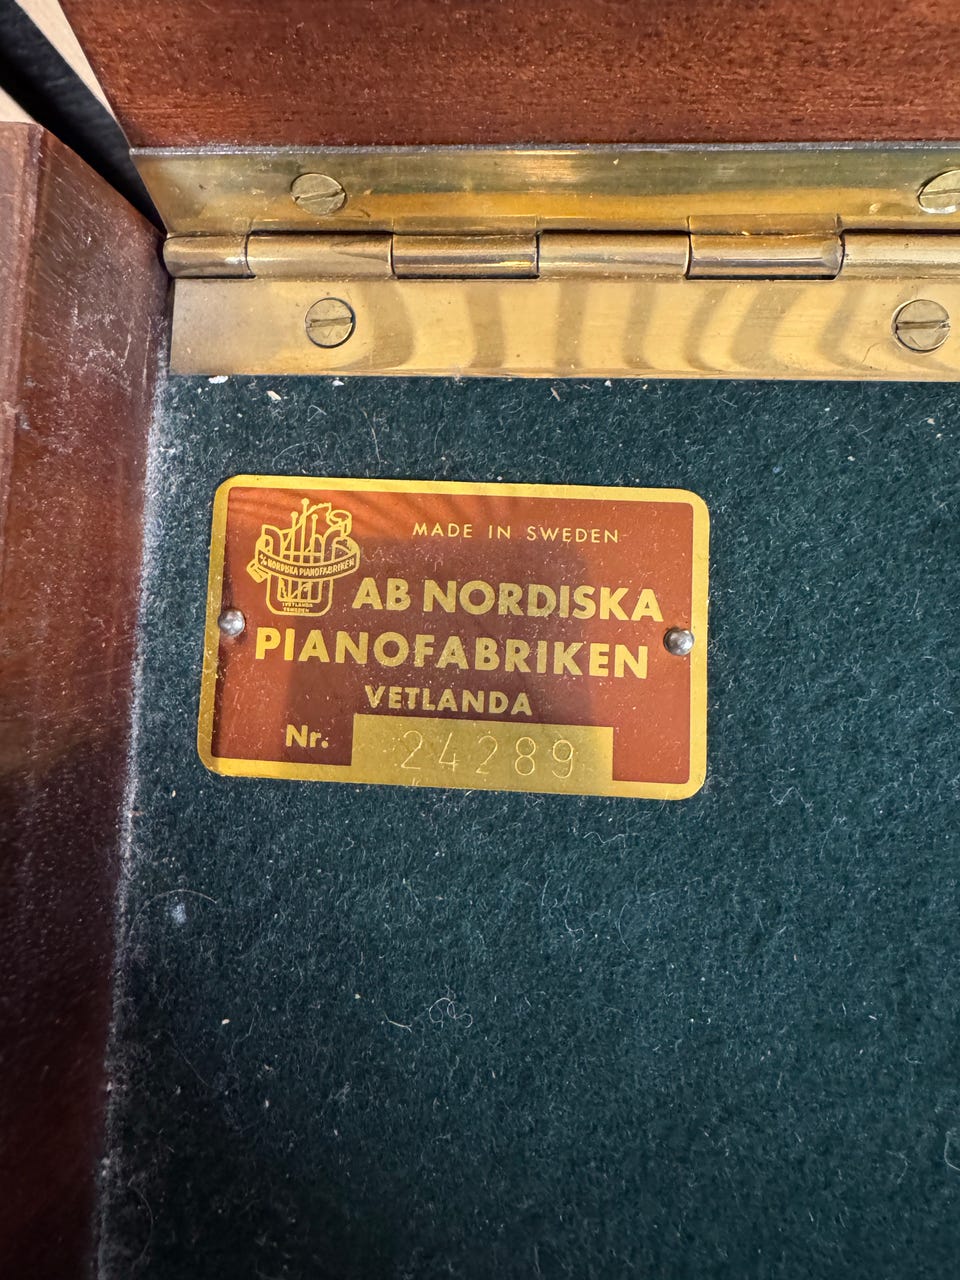 MADE IN SWEDEN
A/B NORDISKA PIANOFABRIKEN
VETLANDA
SWEDEN
AB NORDISKA
PIANOFABRIKEN
VETLANDA
Nr. 24289